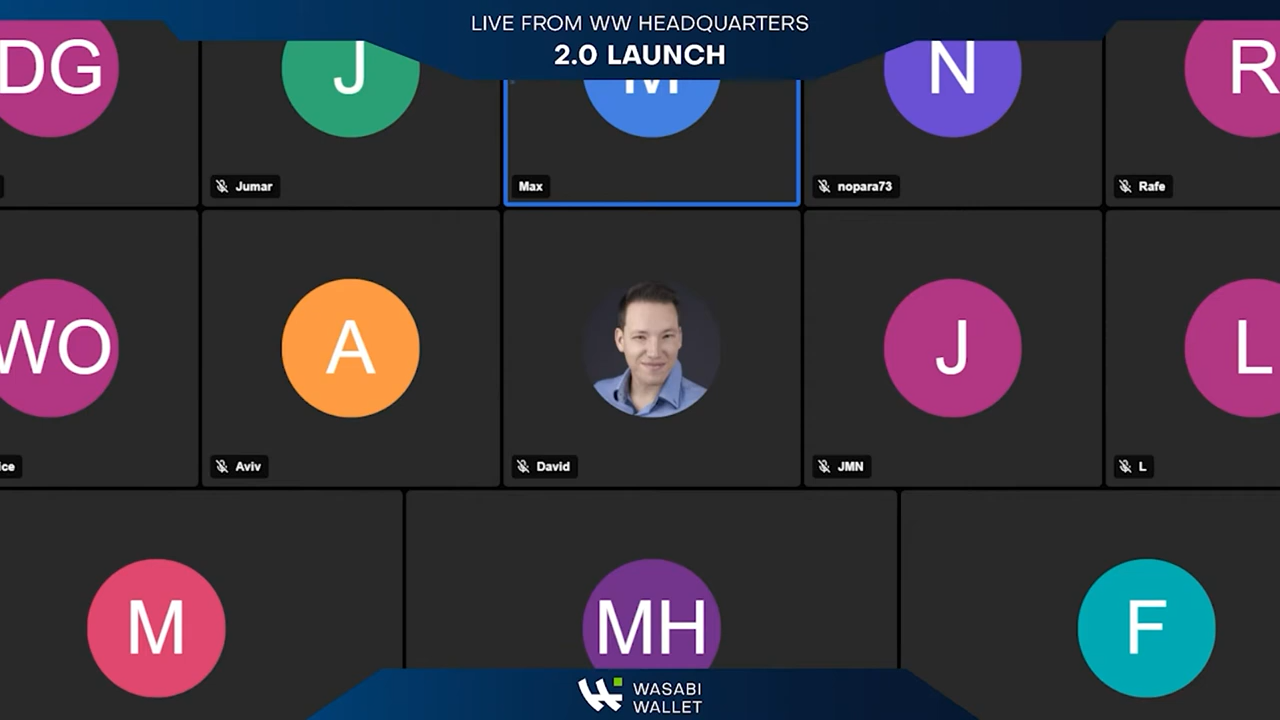 LIVE FROM WW HEADQUARTERS
2.0 LAUNCH
DG
J
M
N
R
Jumar
Max
nopara73
Rafe
WO
A
J
L
ice
Aviv
David
JMN
L
M
MH
F
WASABI
WALLET